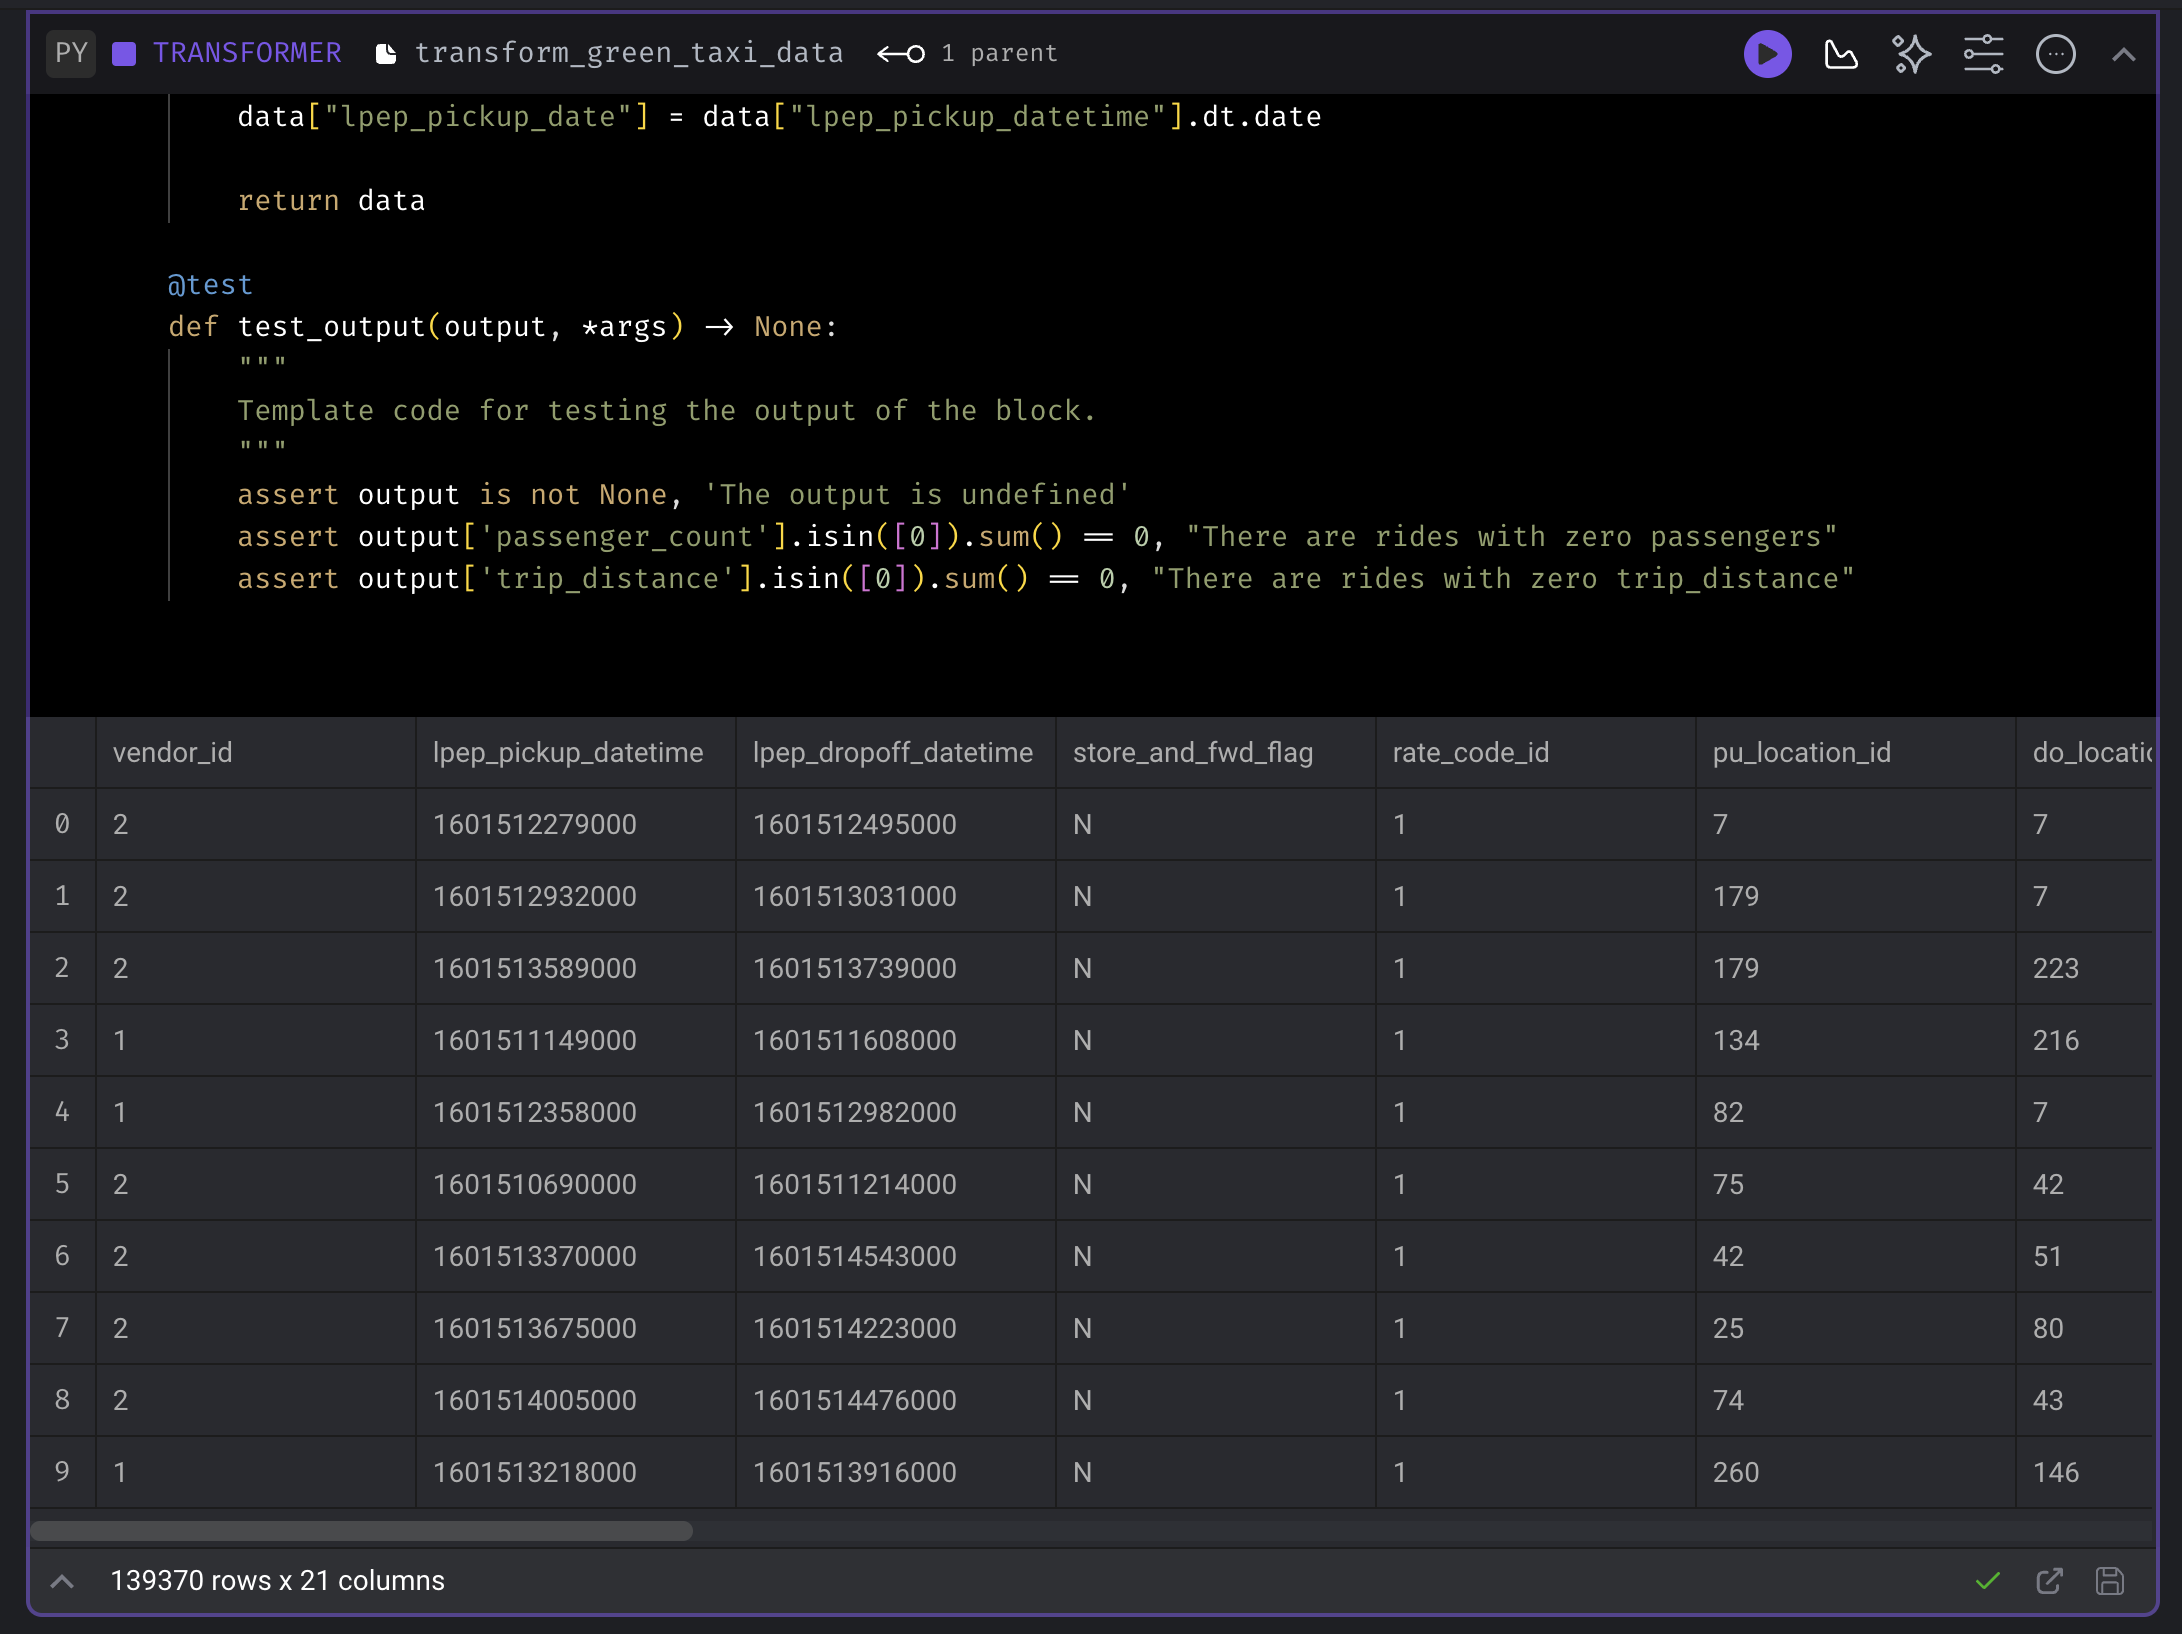 PY TRANSFORMER transform_green_taxi_data 1 parent
data["lpep_pickup_date"] = data["lpep_pickup_datetime"].dt.date
return data
@test
def test_output(output, *args) -> None:
"""
Template code for testing the output of the block.
"""
assert output is not None, 'The output is undefined'
assert output['passenger_count'].isin([0]).sum() == 0, "There are rides with zero passengers"
assert output['trip_distance'].isin([0]).sum() == 0, "There are rides with zero trip_distance"
vendor_id lpep_pickup_datetime lpep_dropoff_datetime store_and_fwd_flag rate_code_id pu_location_id do_locatic
0 2 1601512279000 1601512495000 N 1 7 7
1 2 1601512932000 1601513031000 N 1 179 7
2 2 1601513589000 1601513739000 N 1 179 223
3 1 1601511149000 1601511608000 N 1 134 216
4 1 1601512358000 1601512982000 N 1 82 7
5 2 1601510690000 1601511214000 N 1 75 42
6 2 1601513370000 1601514543000 N 1 42 51
7 2 1601513675000 1601514223000 N 1 25 80
8 2 1601514005000 1601514476000 N 1 74 43
9 1 1601513218000 1601513916000 N 1 260 146
139370 rows x 21 columns